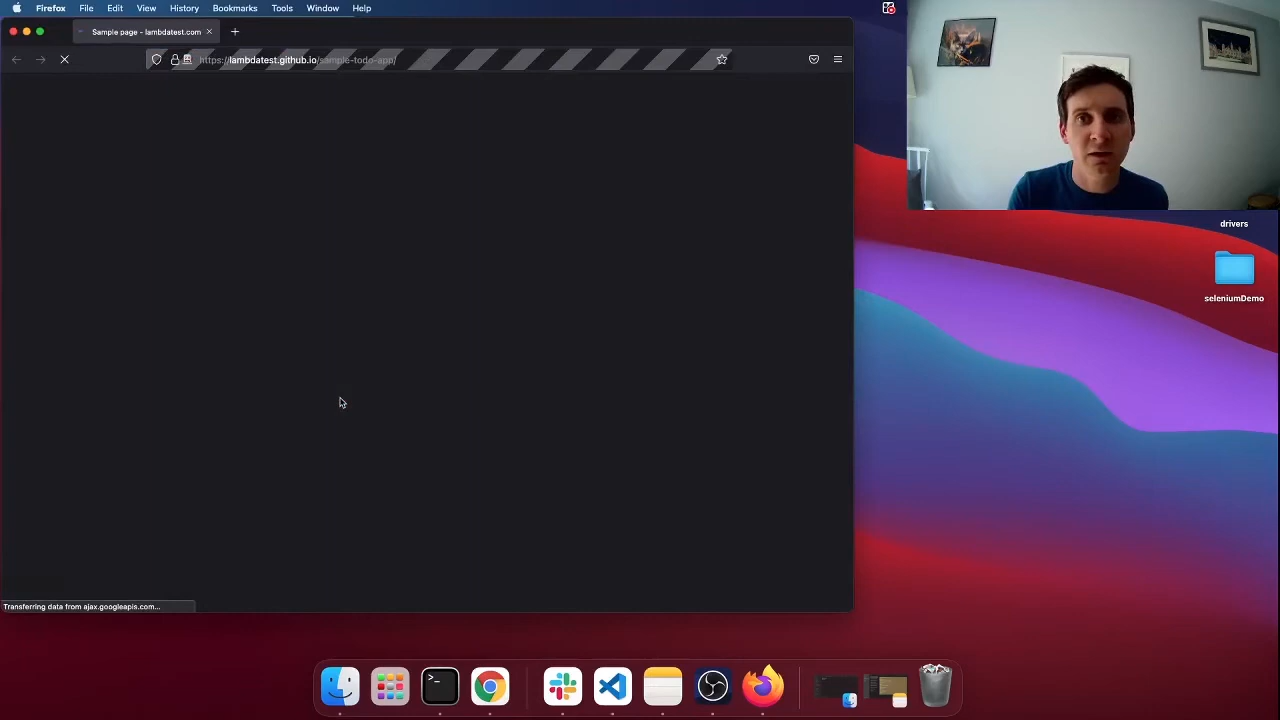 Firefox File Edit View History Bookmarks Tools Window Help
Sample page - lambdatest.com
https://lambdatest.github.io/sample-todo-app/
drivers
seleniumDemo
Transferring data from ajax.googleapis.com...